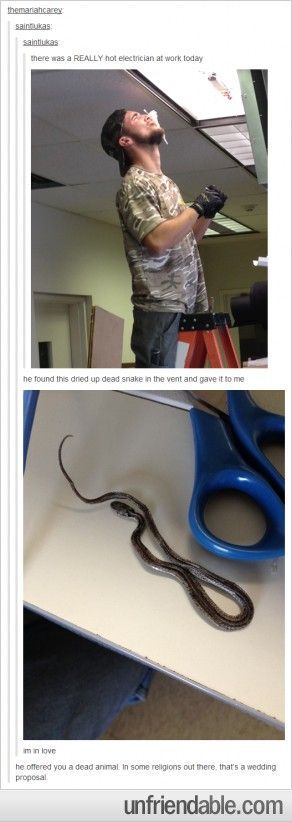 themariahcarey:
saintlukas:
saintlukas:
there was a REALLY hot electrician at work today
he found this dried up dead snake in the vent and gave it to me
im in love
he offered you a dead animal. In some religions out there, that's a wedding
proposal
unfriendable.com